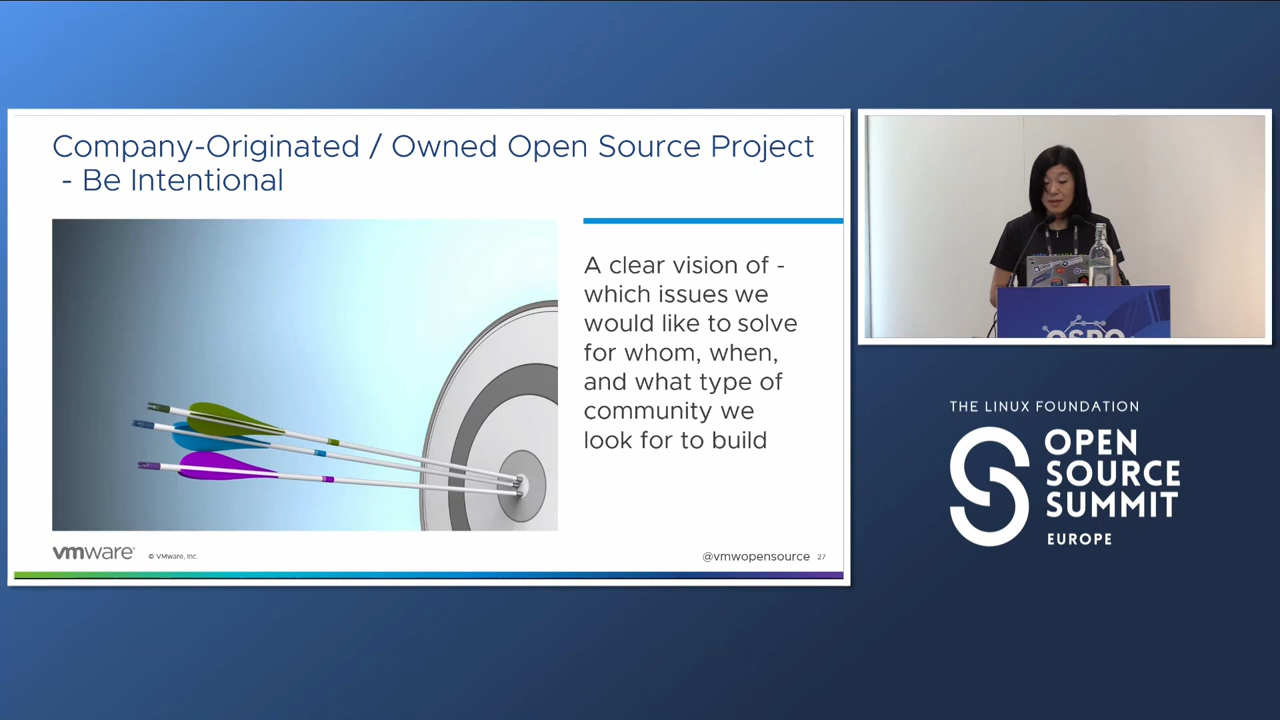 Company-Originated / Owned Open Source Project
- Be Intentional
A clear vision of -
which issues we
would like to solve
for whom, when,
and what type of
community we
look for to build
vmware®
© VMware, Inc.
@vmwopensource 27
OSPO
THE LINUX FOUNDATION
OPEN
SOURCE
SUMMIT
EUROPE